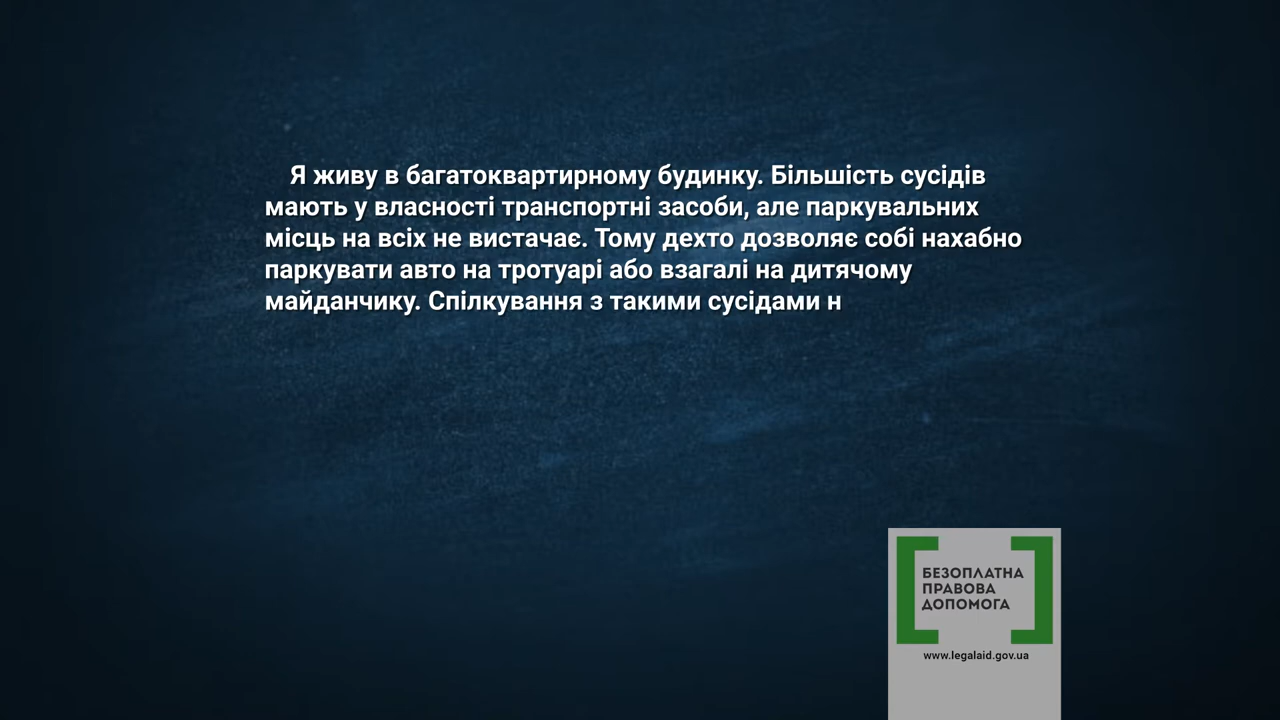 Я живу в багатоквартирному будинку. Більшість сусідів
мають у власності транспортні засоби, але паркувальних
місць на всіх не вистачає. Тому дехто дозволяє собі нахабно
паркувати авто на тротуарі або взагалі на дитячому
майданчику. Спілкування з такими сусідами н
БЕЗОПЛАТНА
ПРАВОВА
ДОПОМОГА
www.legalaid.gov.ua